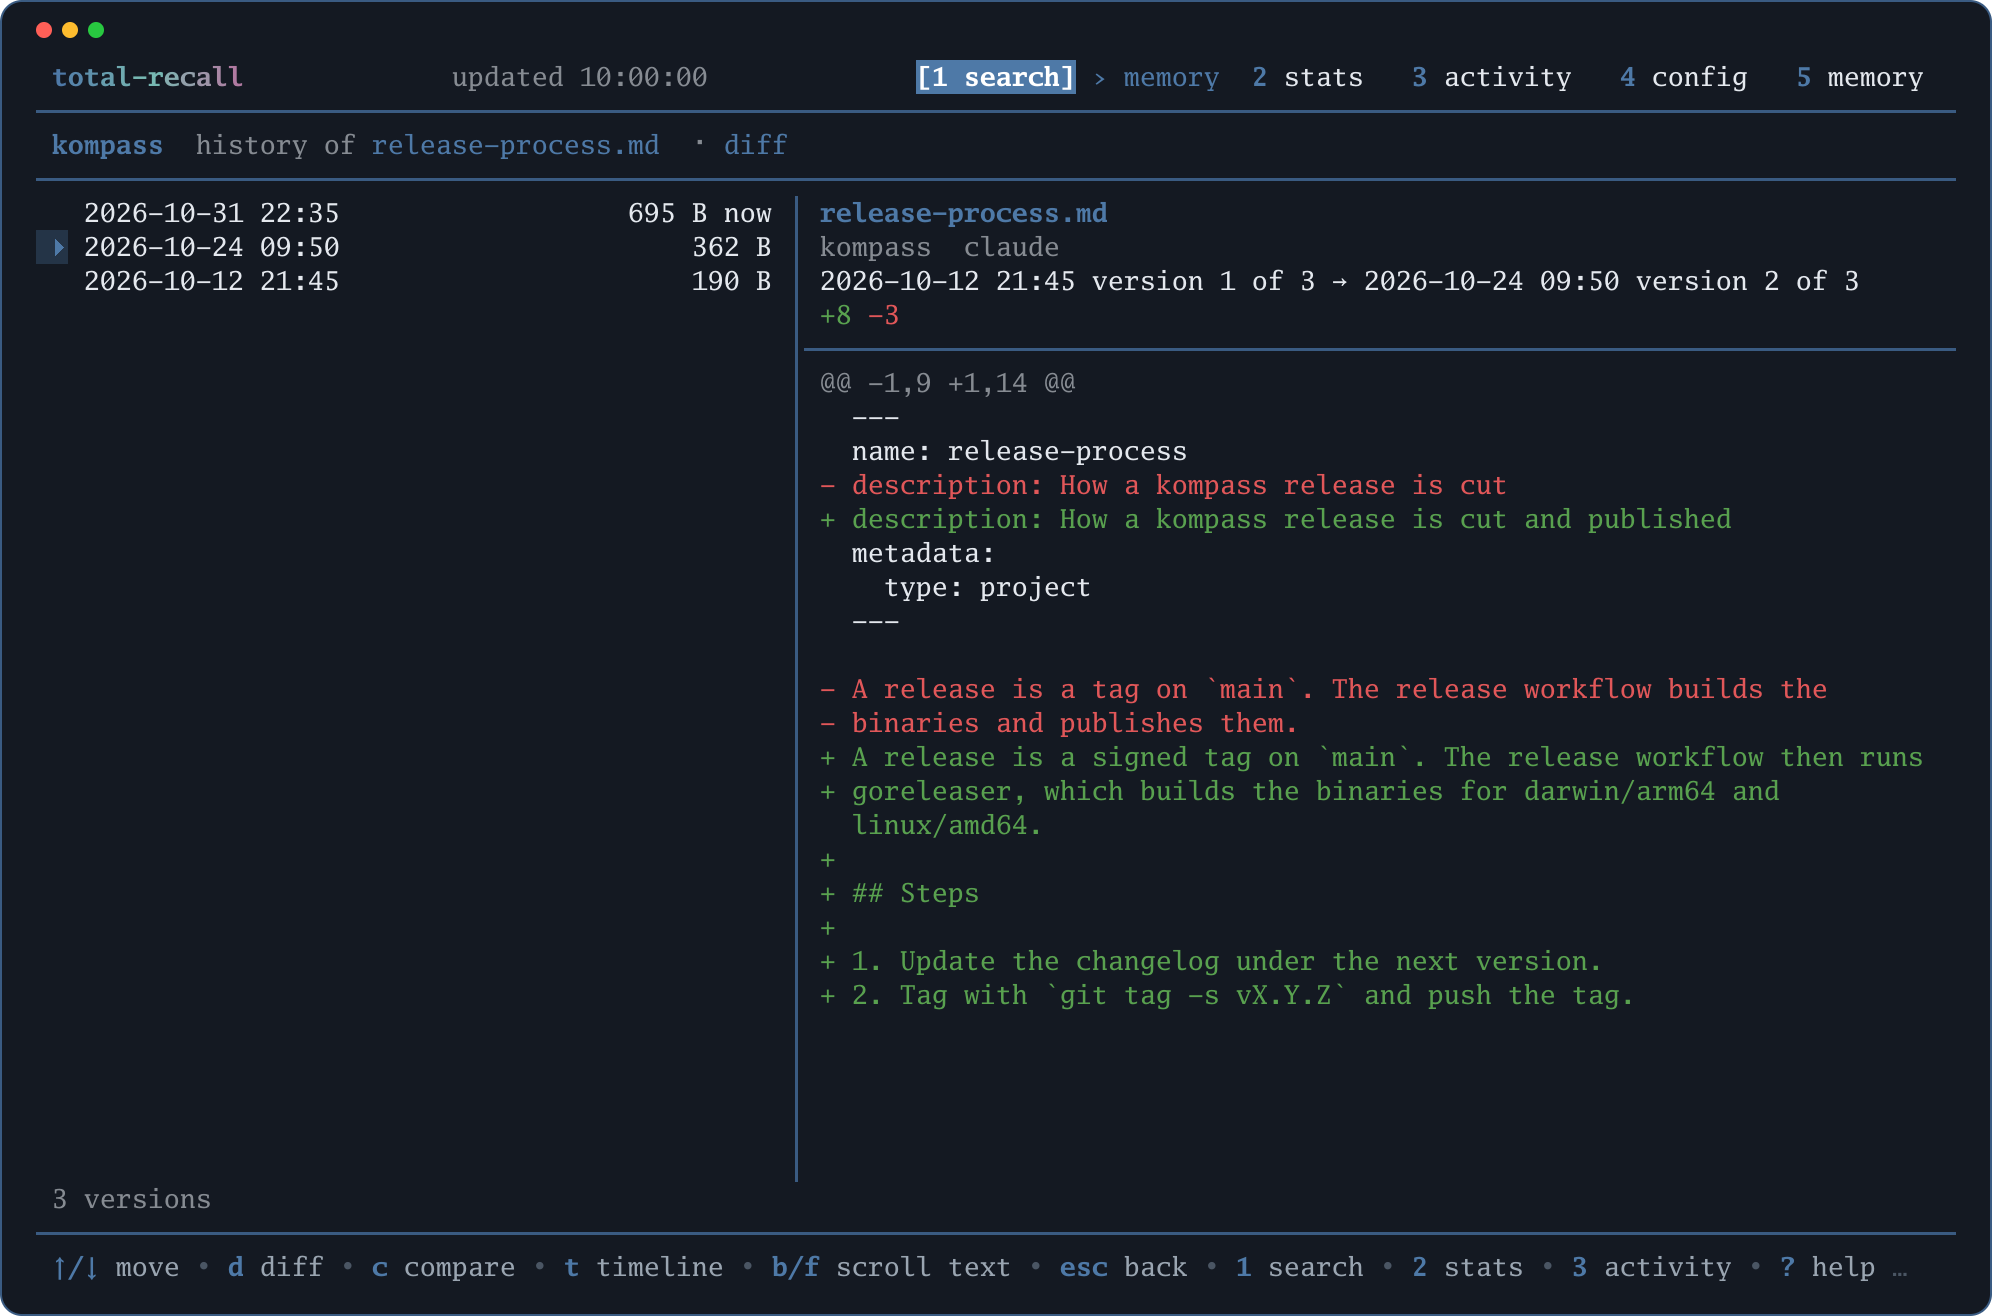 total-recall updated 10:00:00 [1 search] › memory 2 stats 3 activity 4 config 5 memory
kompass history of release-process.md · diff
2026-10-31 22:35 695 B now
2026-10-24 09:50 362 B
2026-10-12 21:45 190 B
release-process.md
kompass claude
2026-10-12 21:45 version 1 of 3 → 2026-10-24 09:50 version 2 of 3
+8 -3
@@ -1,9 +1,14 @@
---
name: release-process
- description: How a kompass release is cut
+ description: How a kompass release is cut and published
metadata:
type: project
---
- A release is a tag on `main`. The release workflow builds the
- binaries and publishes them.
+ A release is a signed tag on `main`. The release workflow then runs
+ goreleaser, which builds the binaries for darwin/arm64 and
linux/amd64.
+
+ ## Steps
+
+ 1. Update the changelog under the next version.
+ 2. Tag with `git tag -s vX.Y.Z` and push the tag.
3 versions
↑/↓ move • d diff • c compare • t timeline • b/f scroll text • esc back • 1 search • 2 stats • 3 activity • ? help …